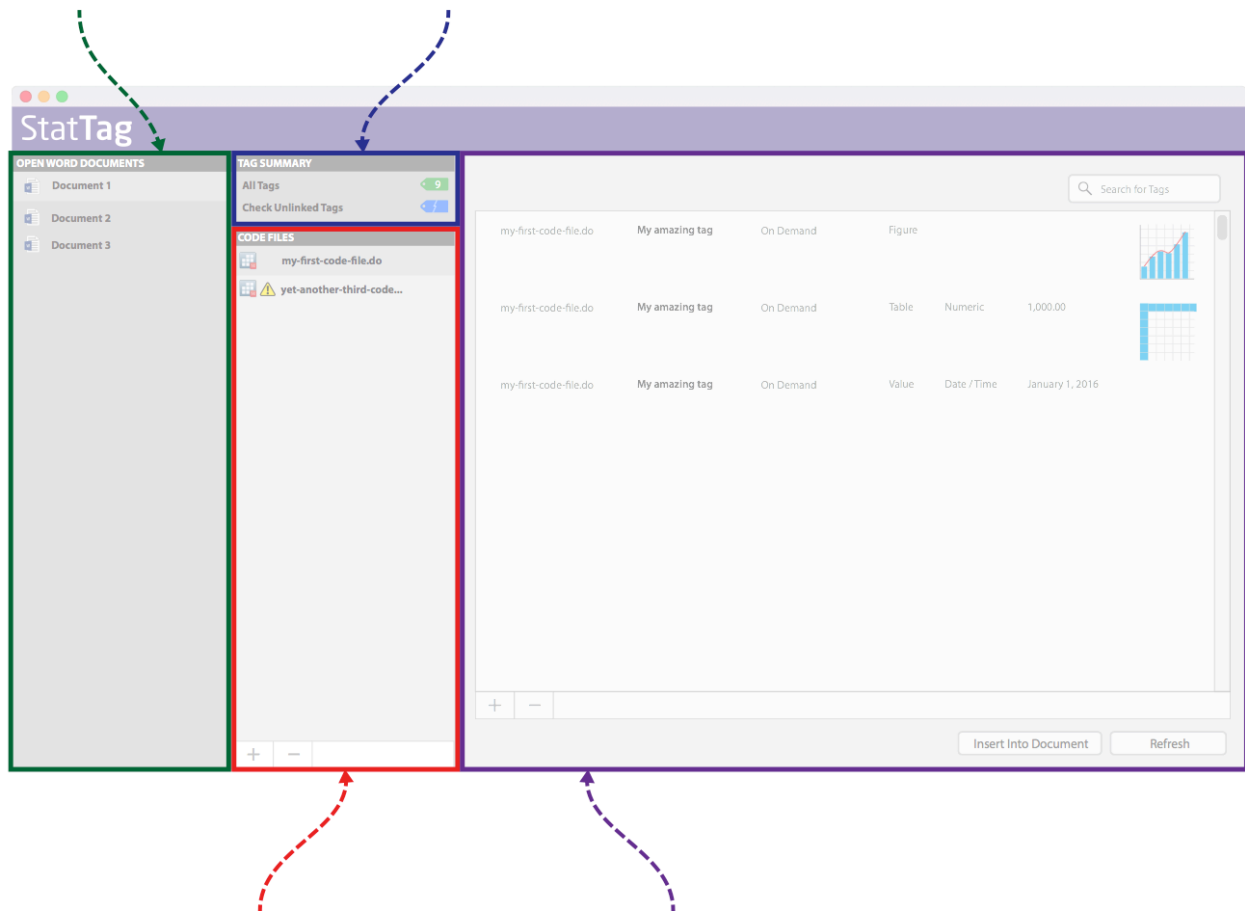 StatTag
OPEN WORD DOCUMENTS
Document 1
Document 2
Document 3
TAG SUMMARY
All Tags 9
Check Unlinked Tags
CODE FILES
my-first-code-file.do
yet-another-third-code...
Search for Tags
my-first-code-file.do My amazing tag On Demand Figure
my-first-code-file.do My amazing tag On Demand Table Numeric 1,000.00
my-first-code-file.do My amazing tag On Demand Value Date / Time January 1, 2016
Insert Into Document Refresh